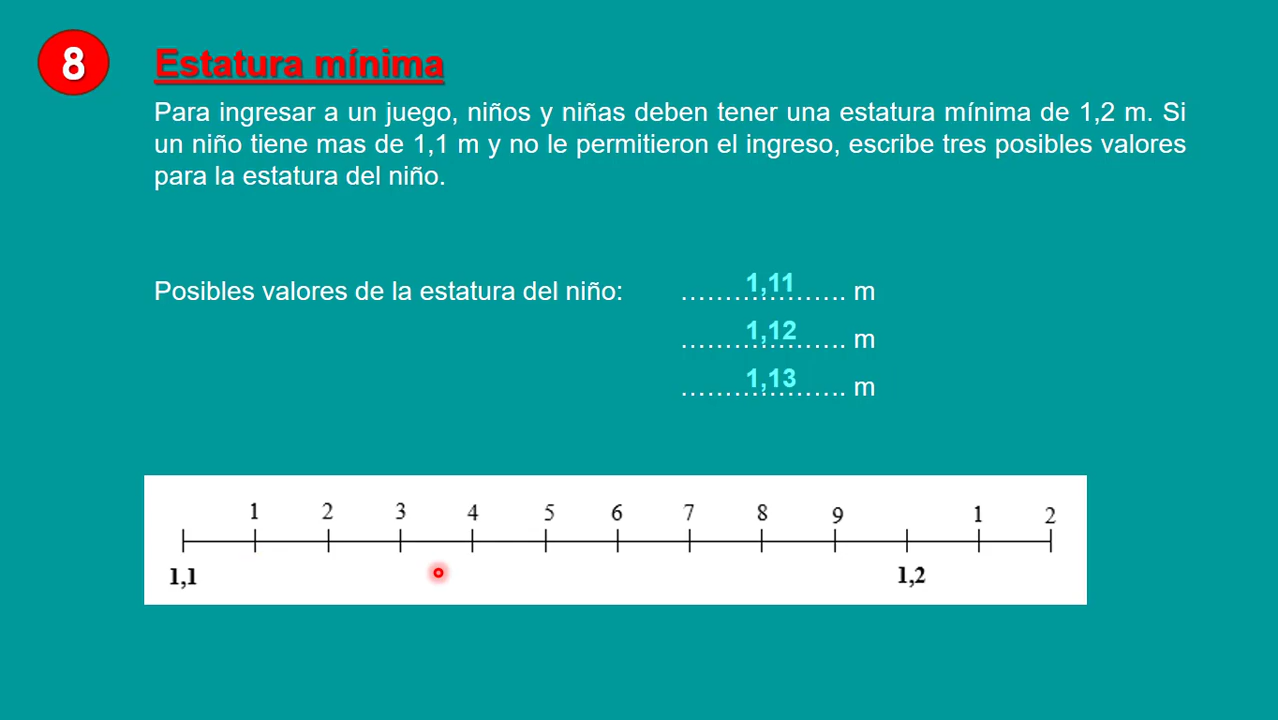 8
Estatura mínima
Para ingresar a un juego, niños y niñas deben tener una estatura mínima de 1,2 m. Si
un niño tiene mas de 1,1 m y no le permitieron el ingreso, escribe tres posibles valores
para la estatura del niño.
Posibles valores de la estatura del niño: 1,11 ………………. m
1,12 ………………. m
1,13 ………………. m
1 2 3 4 5 6 7 8 9 1 2
1,1 1,2